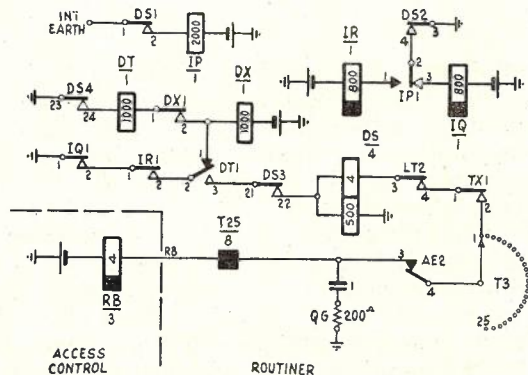 INT. EARTH
DS1
1
2
2000
IP
1
DS2
4
3
2
IR
1
800
1
IP1
3
800
IQ
1
DS4
23
24
DT
1
1000
DX1
1
2
DX
1
1000
IQ1
1
2
IR1
1
2
1
DT1
2
3
DS3
21
22
DS
4
4
500
LT2
3
4
TX1
1
2
RB
T25
8
4
RB
3
3
AE2
4
1
T3
25
1
QG
200Ω
ACCESS
CONTROL
ROUTINER